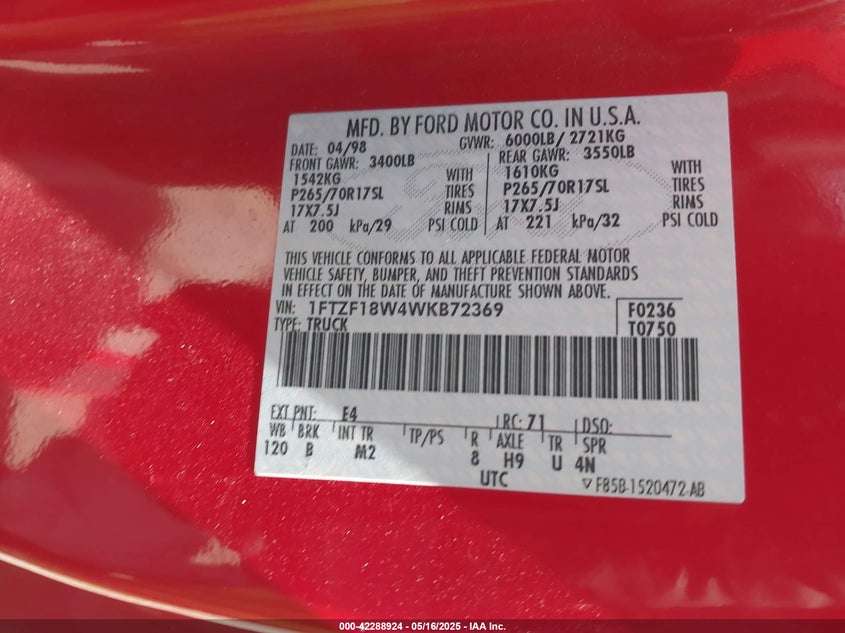 MFD. BY FORD MOTOR CO. IN U.S.A.
DATE: 04/98 GVWR: 6000LB/ 2721KG
FRONT GAWR: 3400LB REAR GAWR: 3550LB
1542KG WITH 1610KG WITH
P265/70R17SL TIRES P265/70R17SL TIRES
17X7.5J RIMS 17X7.5J RIMS
AT 200 kPa/29 PSI COLD AT 221 kPa/32 PSI COLD
THIS VEHICLE CONFORMS TO ALL APPLICABLE FEDERAL MOTOR
VEHICLE SAFETY, BUMPER, AND THEFT PREVENTION STANDARDS
IN EFFECT ON THE DATE OF MANUFACTURE SHOWN ABOVE.
VIN: 1FTZF18W4WKB72369 F0236
TYPE: TRUCK T0750
EXT PNT: E4 RC: 71 DSO:
WB BRK INT TR TP/PS R AXLE TR SPR
120 B M2 8 H9 U 4N
UTC
▽ F85B-1520472-AB
000-42288924 - 05/16/2025 - IAA Inc.